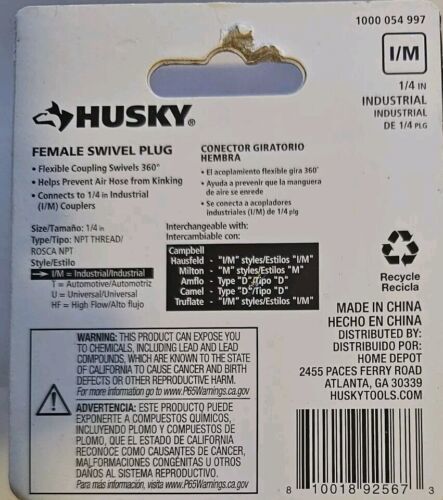 1000 054 997
I/M
1/4 IN
INDUSTRIAL
INDUSTRIAL
DE 1/4 PLG
HUSKY®
FEMALE SWIVEL PLUG
• Flexible Coupling Swivels 360°
• Helps Prevent Air Hose from Kinking
• Connects to 1/4 in Industrial
(I/M) Couplers
CONECTOR GIRATORIO
HEMBRA
• El acoplamiento flexible gira 360°
• Ayuda a prevenir que la manguera
de aire se enrede
• Se conecta a acopladores
industriales (I/M) de 1/4 plg
Size/Tamaño: 1/4 in
Type/Tipo: NPT THREAD/
ROSCA NPT
Style/Estilo
I/M = Industrial/Industrial
T = Automotive/Automotriz
U = Universal/Universal
HF = High Flow/Alto flujo
Interchangeable with:
Intercambiable con:
Campbell
Hausfeld - "I/M" styles/Estilos "I/M"
Milton - "M" styles/Estilos "M"
Amflo - Type "D"/Tipo "D"
Camel - Type "D"/Tipo "D"
Truflate - "I/M" styles/Estilos "I/M"
Recycle
Recicla
MADE IN CHINA
HECHO EN CHINA
DISTRIBUTED BY:
DISTRIBUIDO POR:
HOME DEPOT
2455 PACES FERRY ROAD
ATLANTA, GA 30339
HUSKYTOOLS.COM
WARNING: THIS PRODUCT CAN EXPOSE YOU
TO CHEMICALS, INCLUDING LEAD AND LEAD
COMPOUNDS, WHICH ARE KNOWN TO THE STATE
OF CALIFORNIA TO CAUSE CANCER AND BIRTH
DEFECTS OR OTHER REPRODUCTIVE HARM.
For more information go to www.P65Warnings.ca.gov
ADVERTENCIA: ESTE PRODUCTO PUEDE
EXPONERTE A COMPUESTOS QUÍMICOS,
INCLUYENDO PLOMO Y COMPUESTOS DE
PLOMO, QUE EL ESTADO DE CALIFORNIA
RECONOCE COMO CAUSANTES DE CÁNCER,
MALFORMACIONES CONGÉNITAS U OTROS
DAÑOS AL SISTEMA REPRODUCTIVO.
Para más información, visita www.P65Warnings.ca.gov
8 10018 92567 3